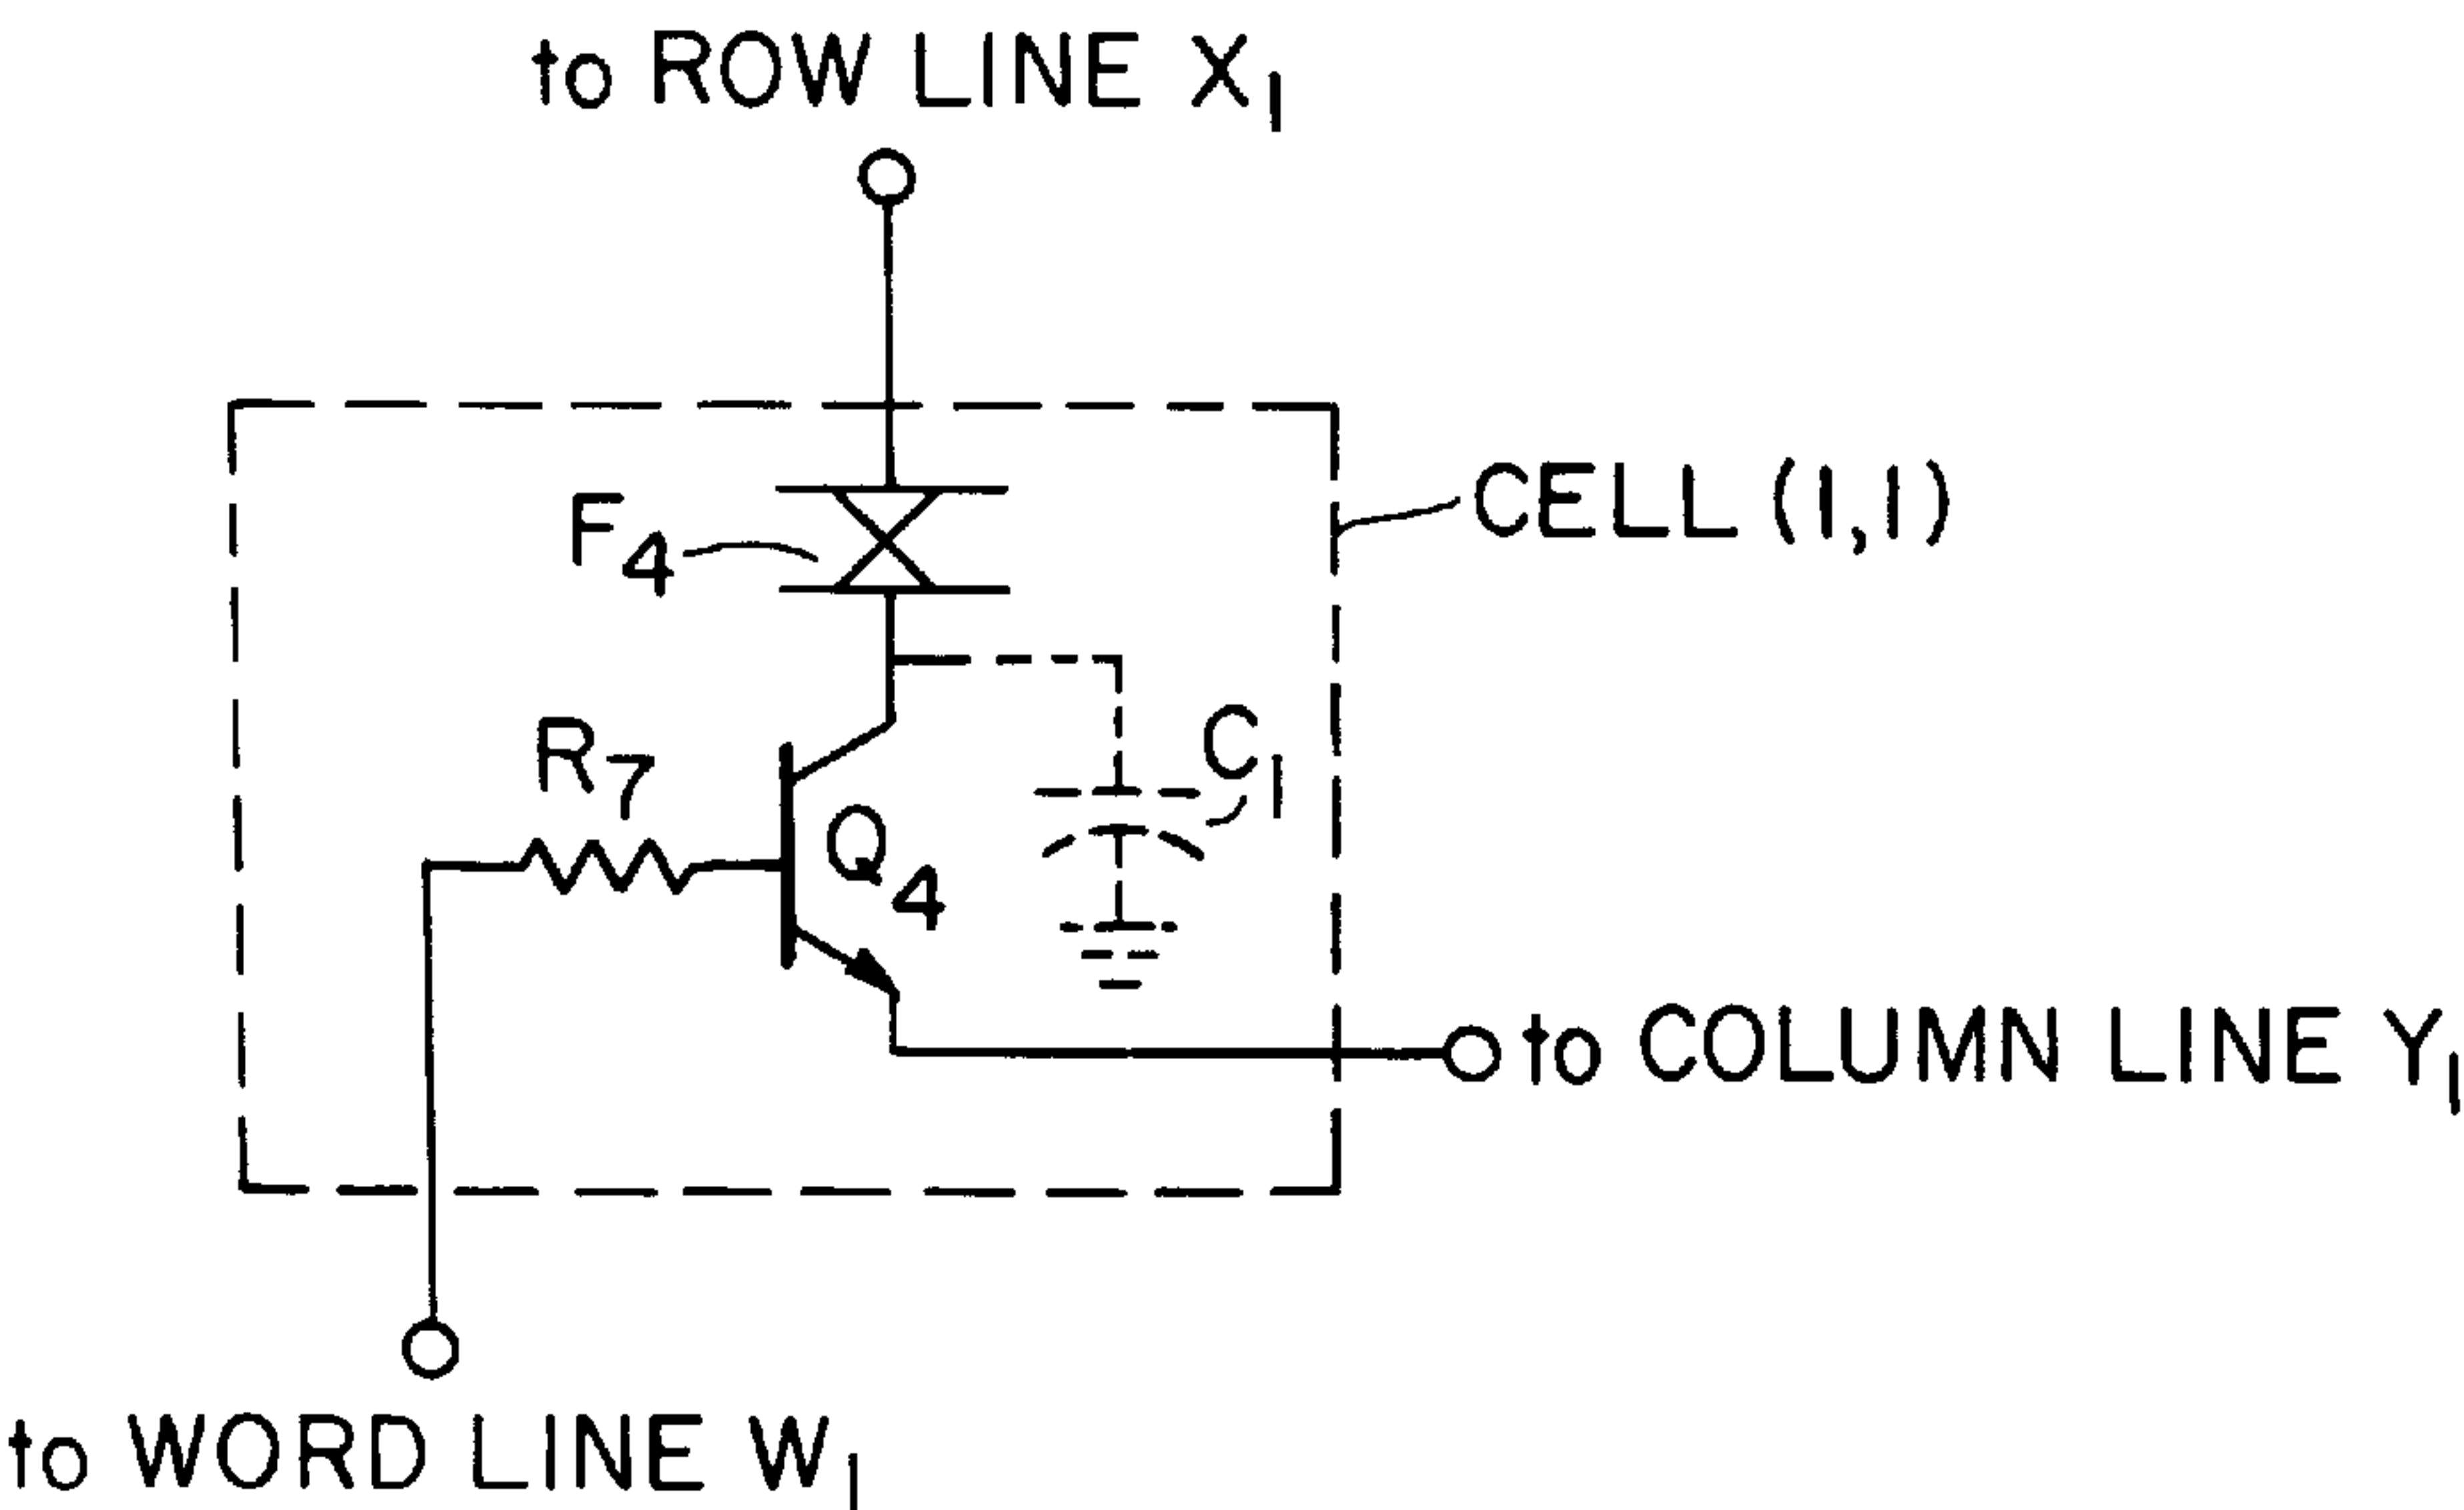 to ROW LINE X1
CELL (1,1)
F4
R7
C1
Q4
to COLUMN LINE Y1
to WORD LINE W1